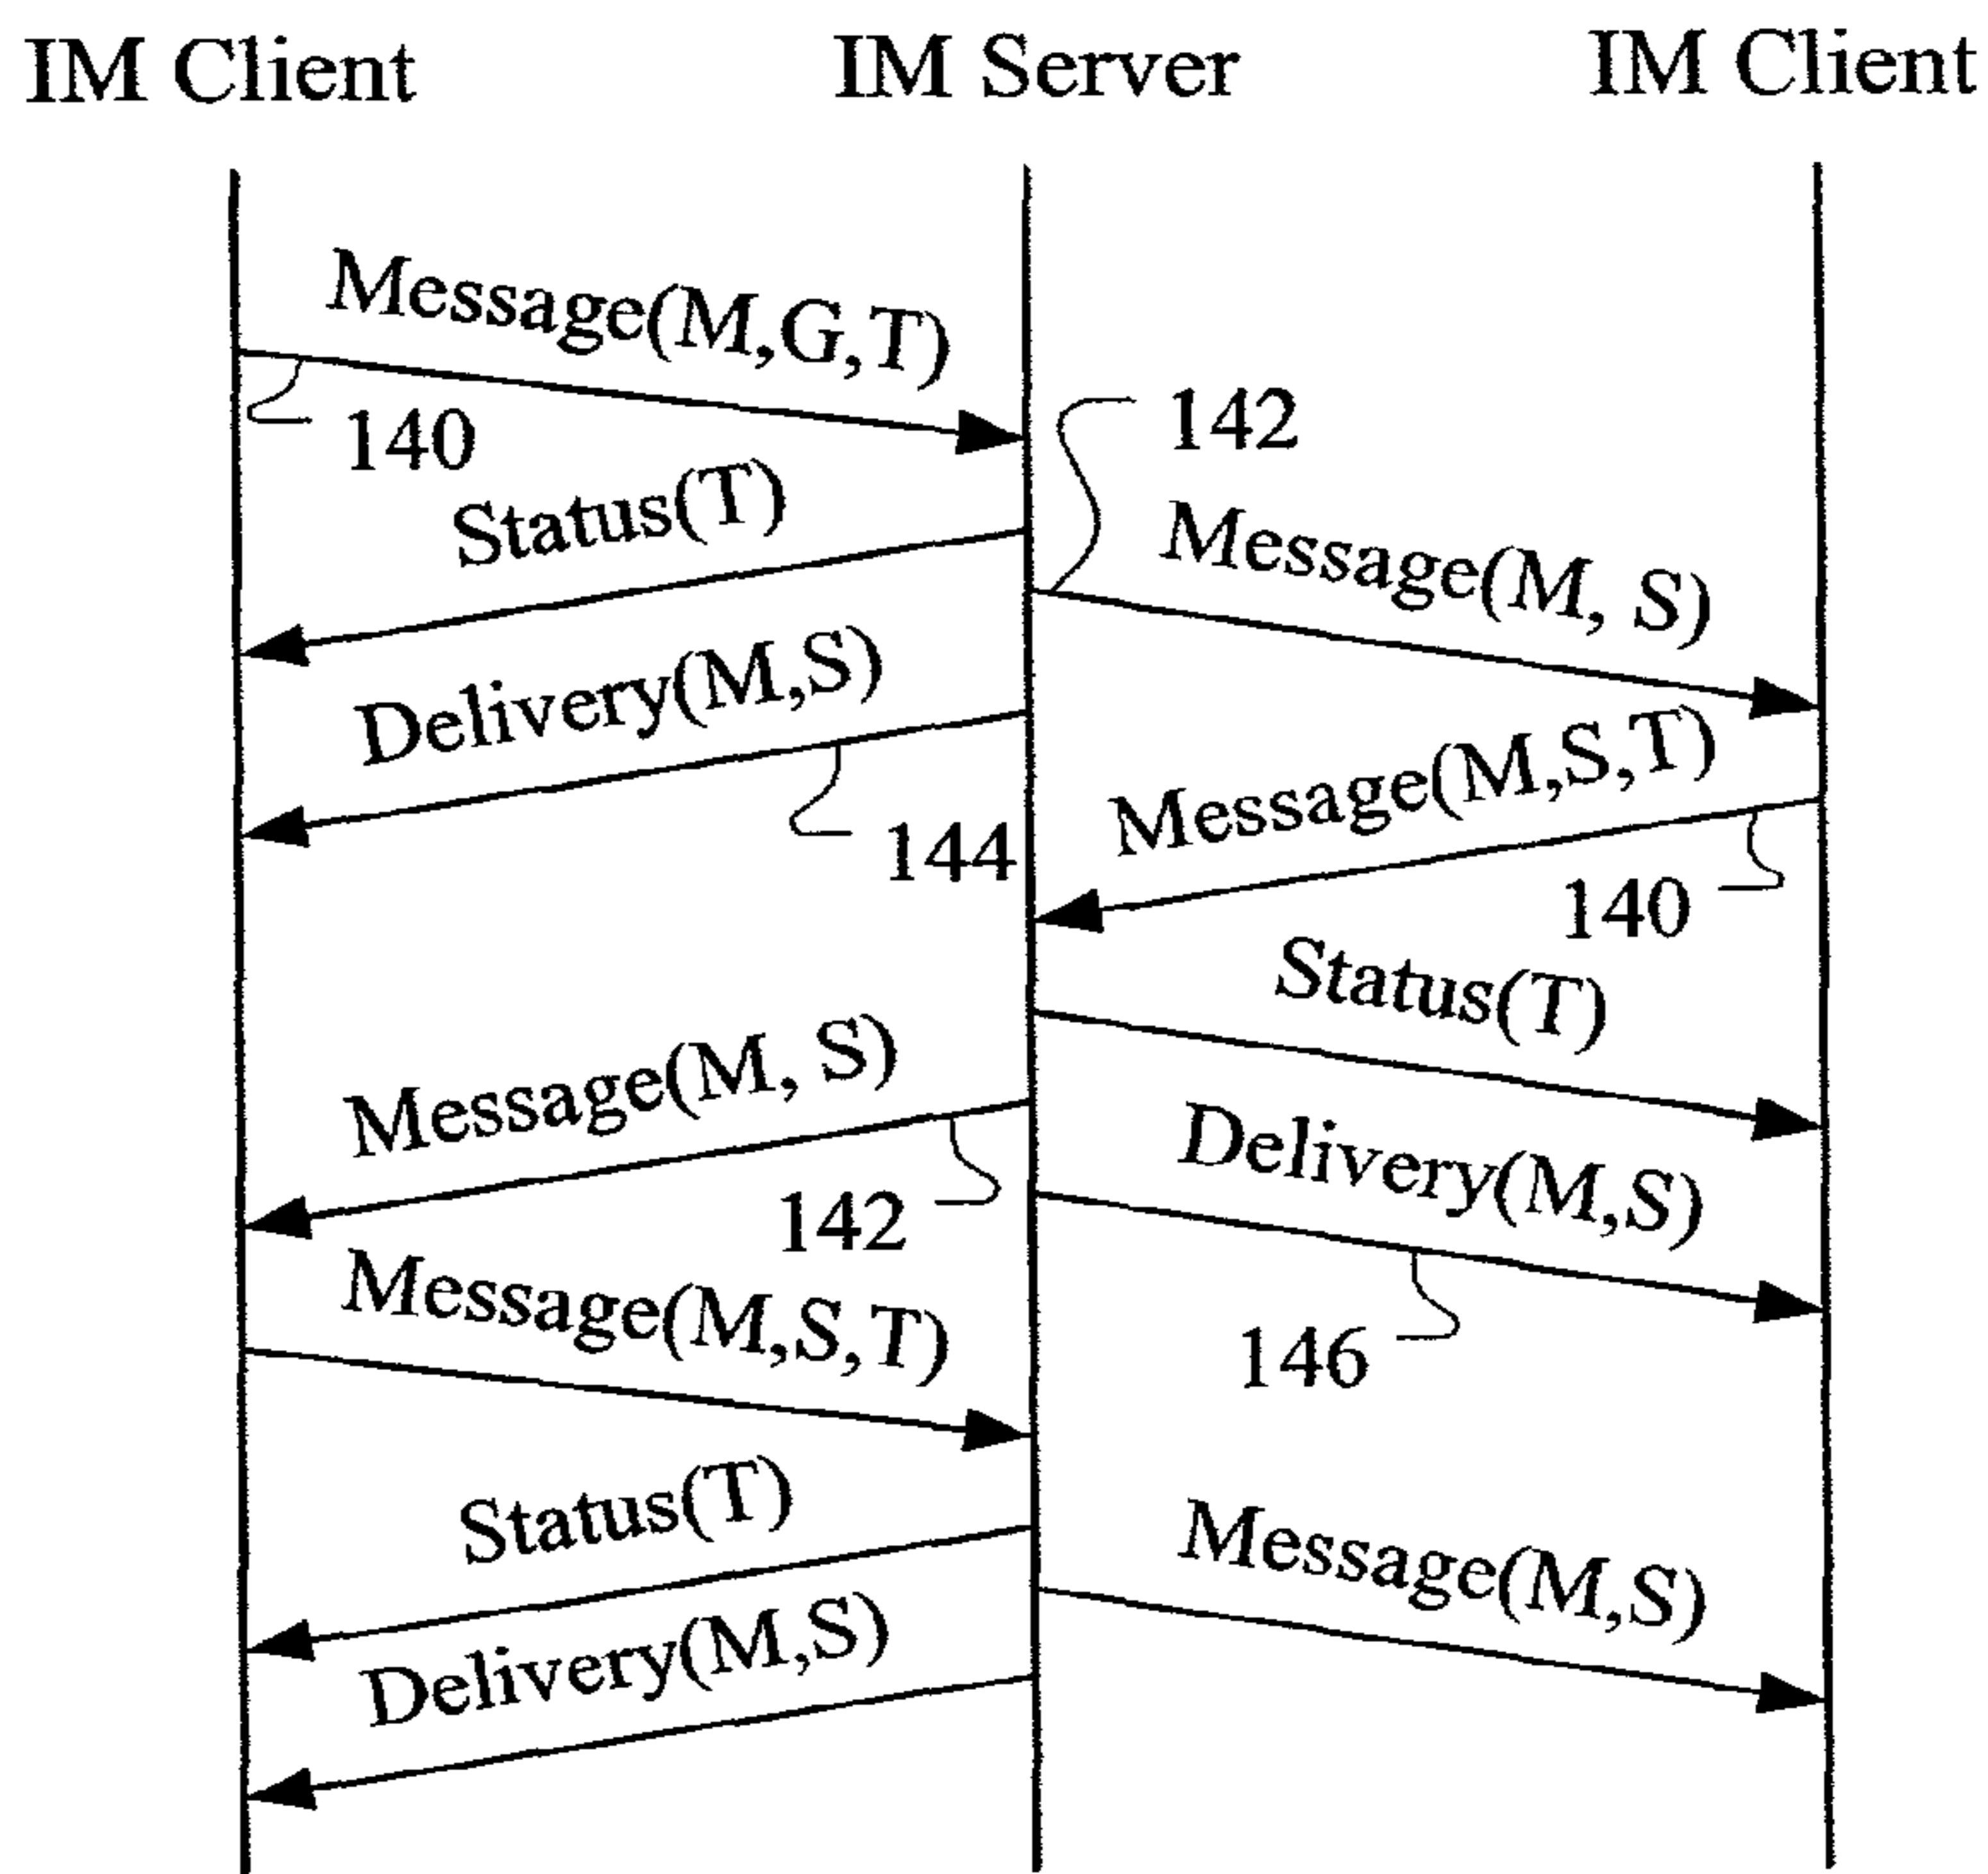 IM Client
IM Server
IM Client
Message(M,G,T)
140
142
Status(T)
Message(M, S)
Delivery(M,S)
Message(M,S,T)
144
140
Status(T)
Message(M, S)
Delivery(M,S)
142
Message(M,S,T)
146
Status(T)
Message(M,S)
Delivery(M,S)